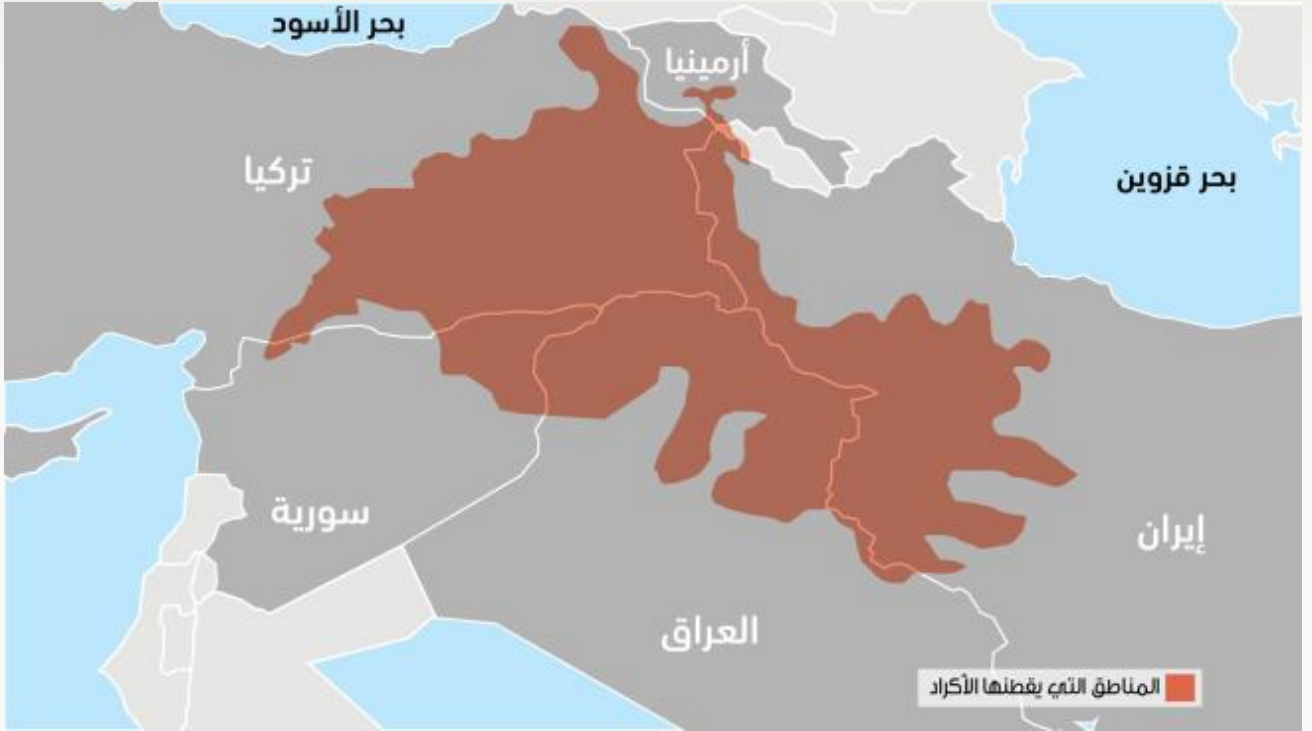 بحر الأسود
أرمينيا
تركيا
بحر قزوين
سورية
إيران
العراق
المناطق التي يقطنها الأكراد